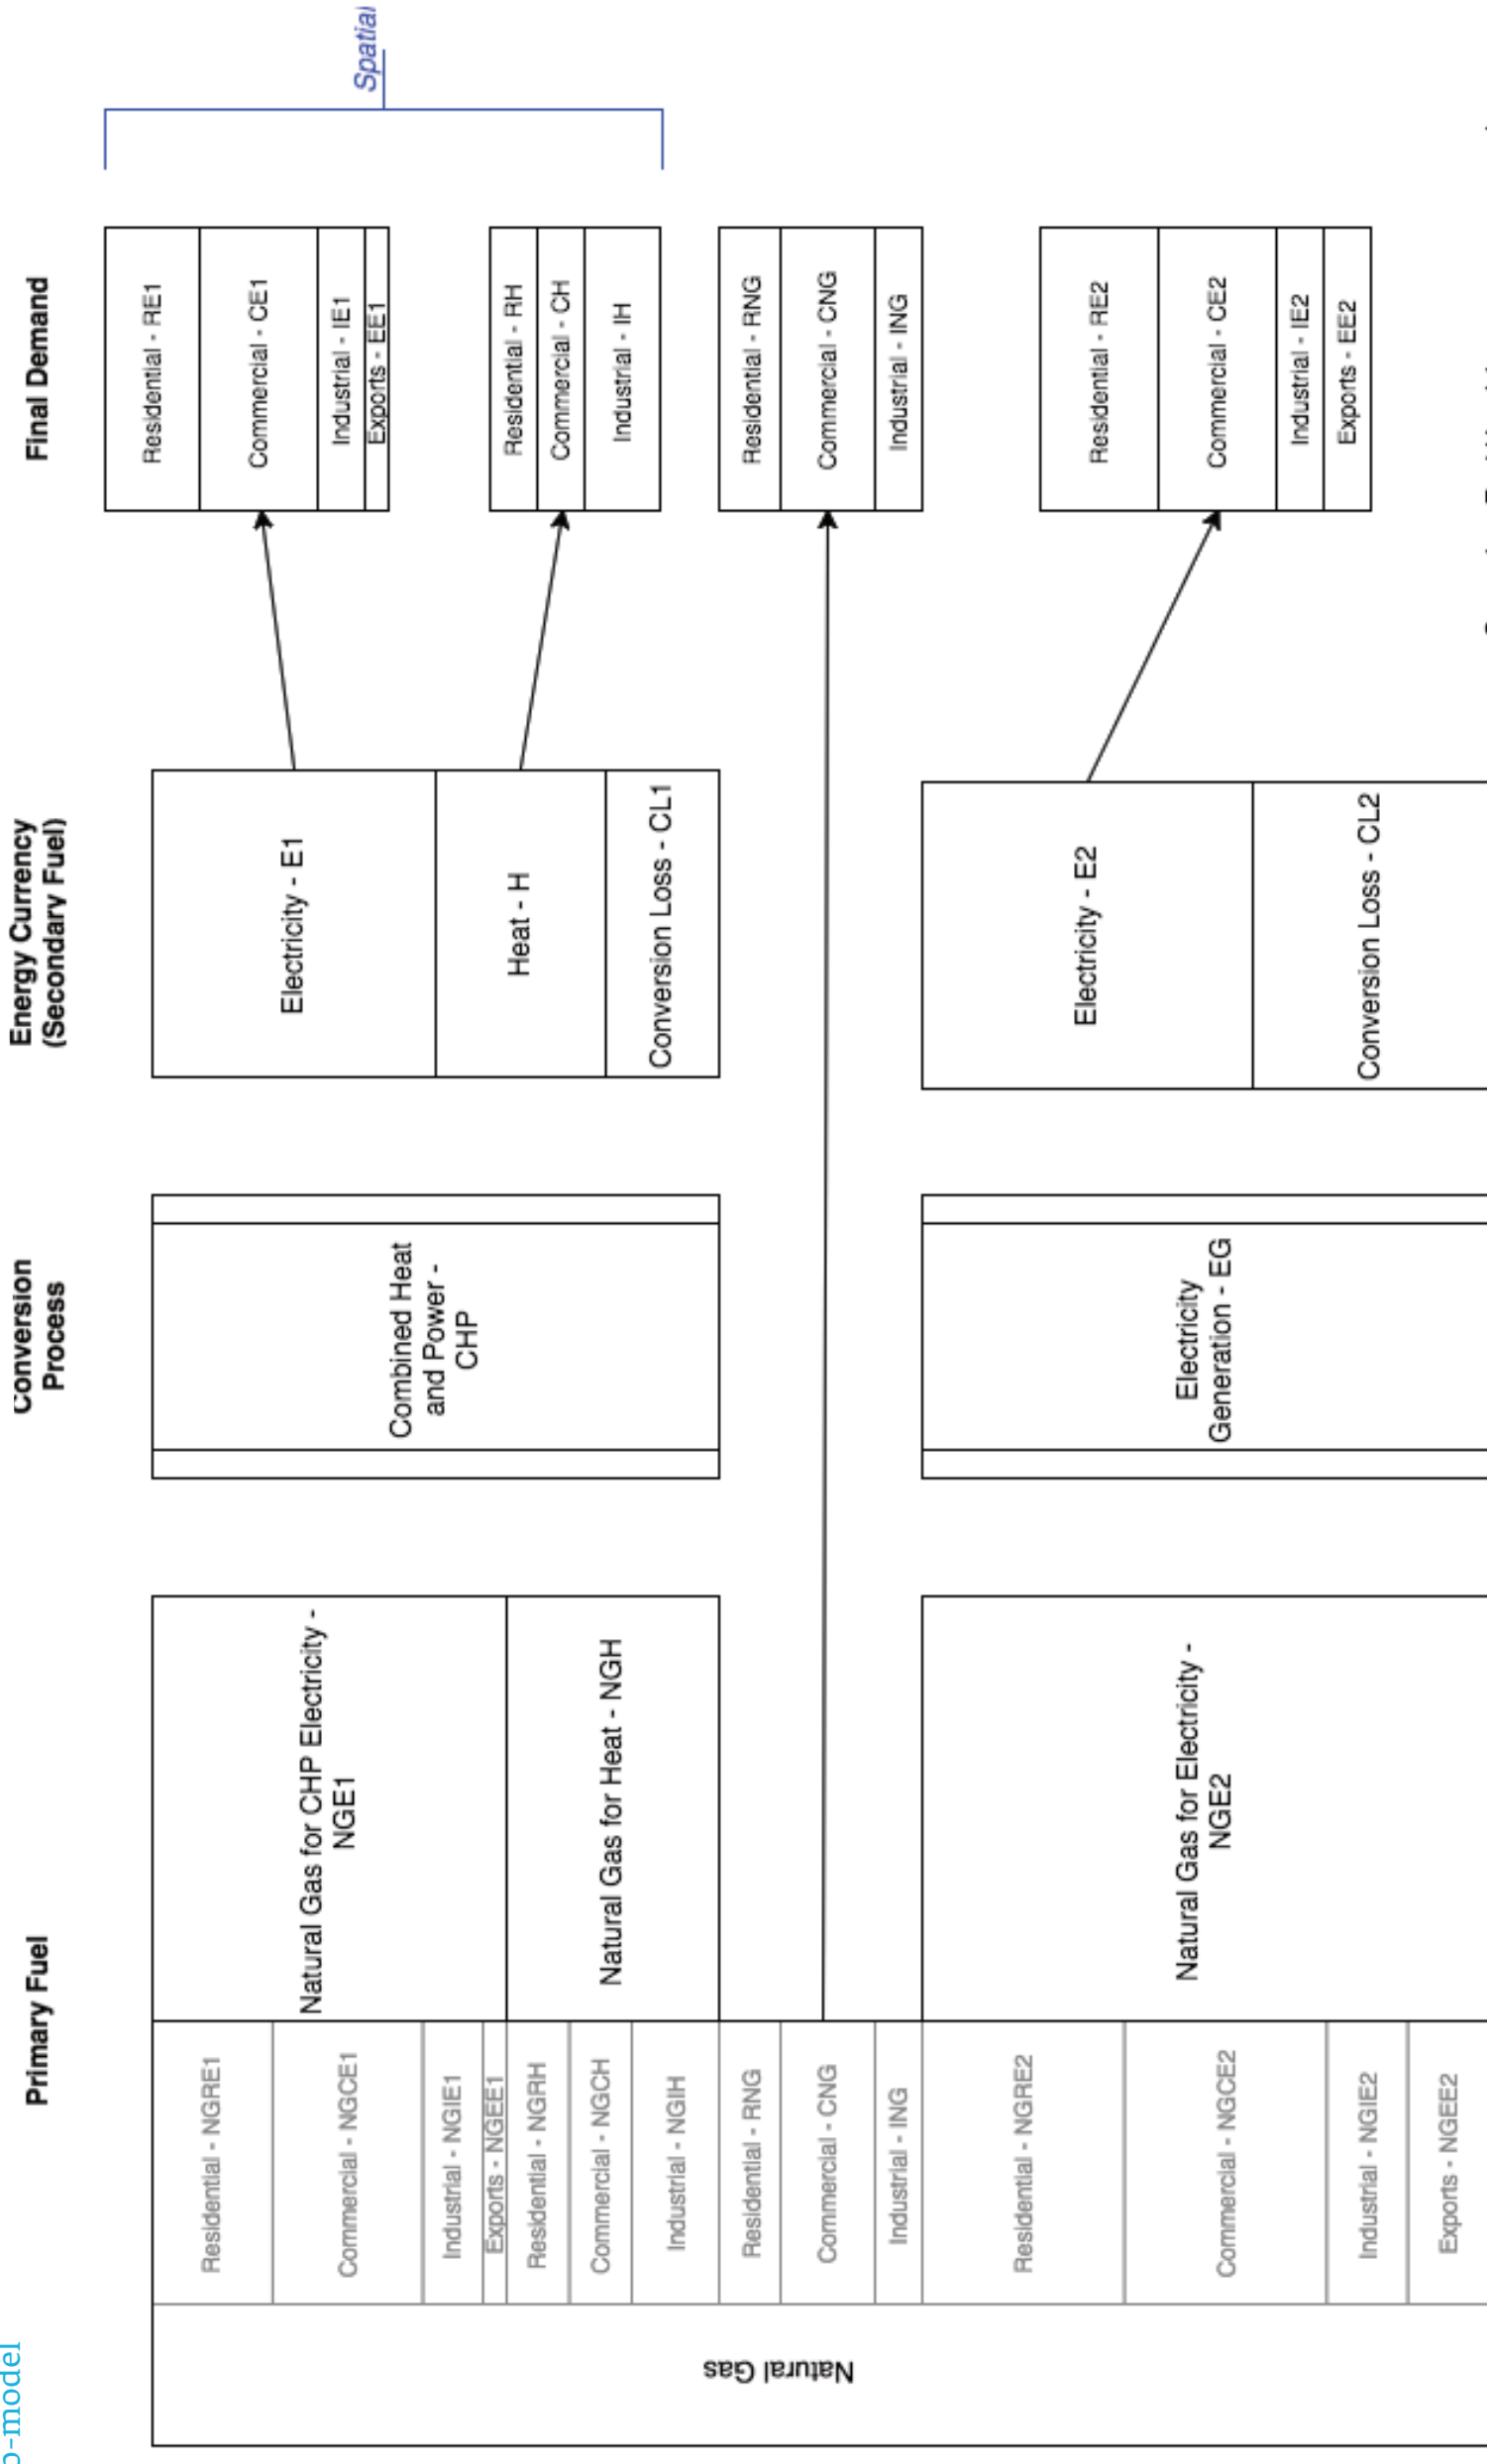 Primary Fuel
Conversion
Process
Energy Currency
(Secondary Fuel)
Final Demand
Natural Gas
Residential - NGRE1
Commercial - NGCE1
Industrial - NGIE1
Exports - NGEE1
Residential - NGRH
Commercial - NGCH
Industrial - NGIH
Residential - RNG
Commercial - CNG
Industrial - ING
Residential - NGRE2
Commercial - NGCE2
Industrial - NGIE2
Exports - NGEE2
Natural Gas for CHP Electricity -
NGE1
Natural Gas for Heat - NGH
Natural Gas for Electricity -
NGE2
Combined Heat
and Power -
CHP
Electricity
Generation - EG
Electricity - E1
Heat - H
Conversion Loss - CL1
Electricity - E2
Conversion Loss - CL2
Residential - RE1
Commercial - CE1
Industrial - IE1
Exports - EE1
Residential - RH
Commercial - CH
Industrial - IH
Residential - RNG
Commercial - CNG
Industrial - ING
Residential - RE2
Commercial - CE2
Industrial - IE2
Exports - EE2
Spatial
-model